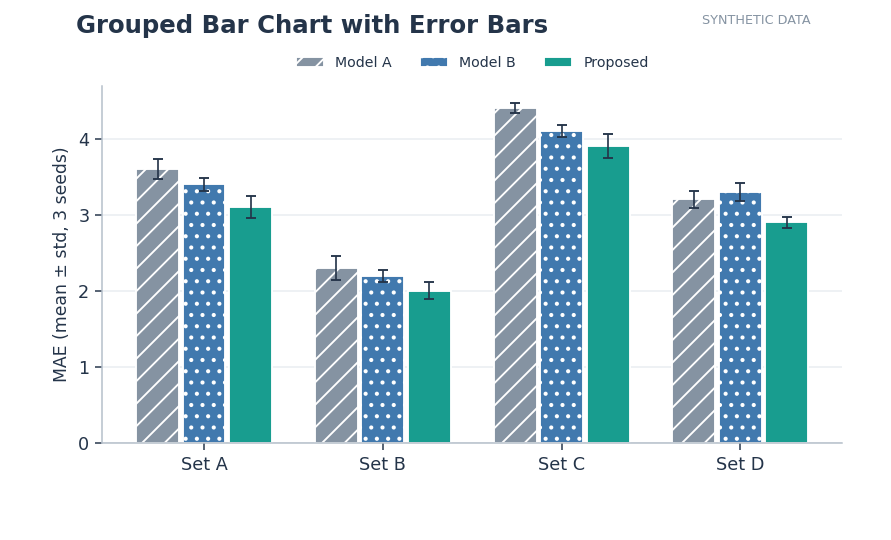 Grouped Bar Chart with Error Bars
SYNTHETIC DATA
Model A
Model B
Proposed
MAE (mean ± std, 3 seeds)
4
3
2
1
0
Set A
Set B
Set C
Set D